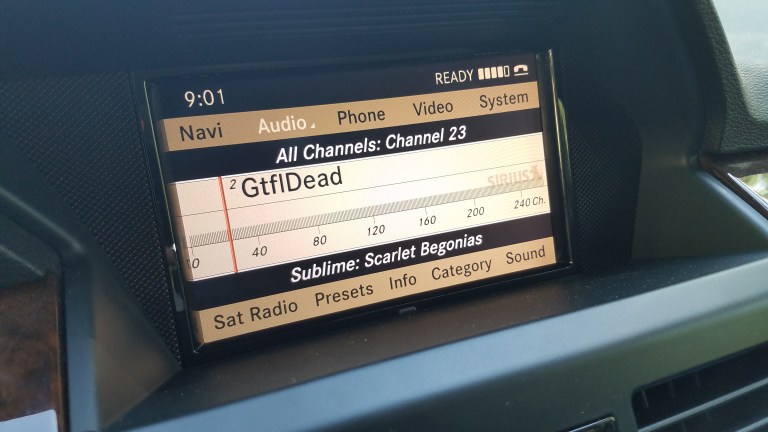 9:01 READY
Navi Audio Phone Video System
All Channels: Channel 23
2 GtflDead
SIRIUS
0 40 80 120 160 200 240 Ch.
Sublime: Scarlet Begonias
Sat Radio Presets Info Category Sound